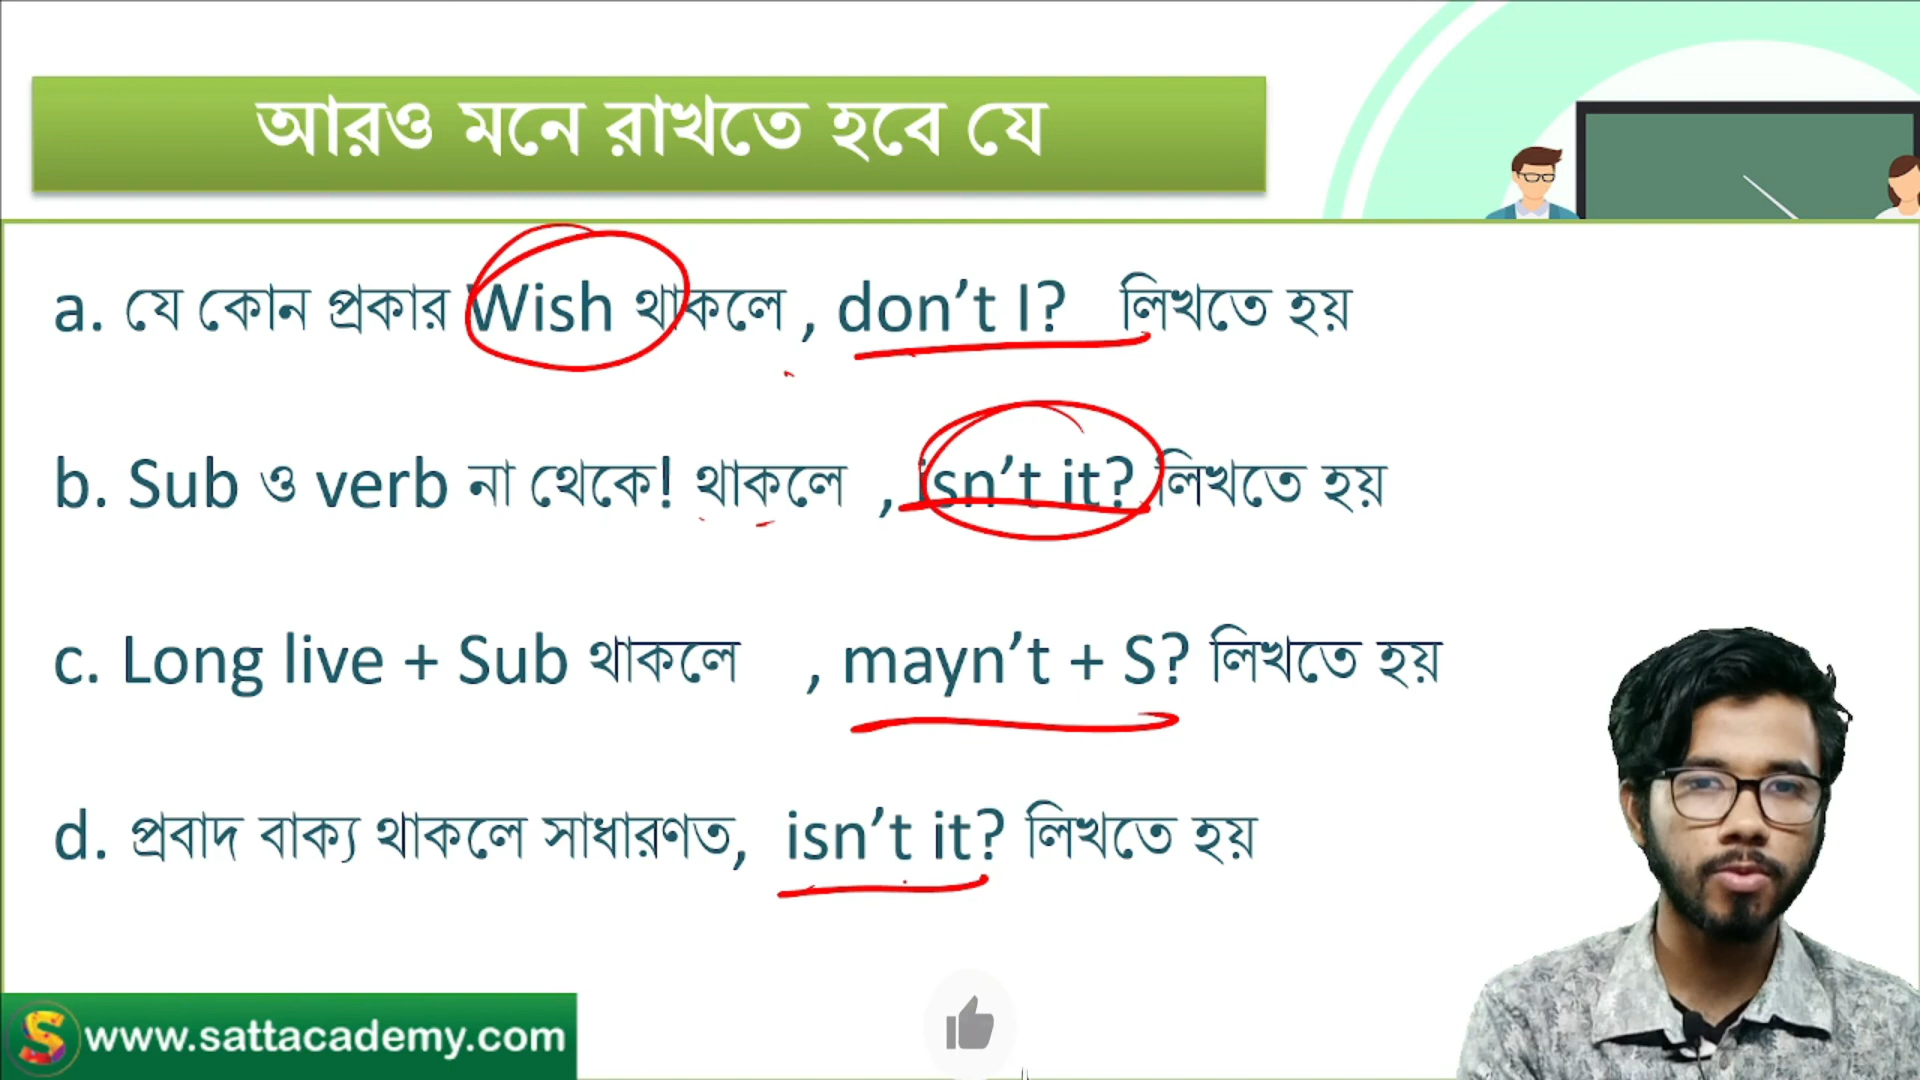 আরও মনে রাখতে হবে যে
a. যে কোন প্রকার Wish থাকলে , don’t I? লিখতে হয়
b. Sub ও verb না থেকে! থাকলে , isn’t it? লিখতে হয়
c. Long live + Sub থাকলে , mayn’t + S? লিখতে হয়
d. প্রবাদ বাক্য থাকলে সাধারণত, isn’t it? লিখতে হয়
www.sattacademy.com